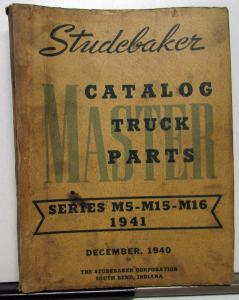 Studebaker
MASTER
CATALOG
TRUCK
PARTS
SERIES M5-M15-M16
1941
DECEMBER, 1940
THE STUDEBAKER CORPORATION
SOUTH BEND, INDIANA